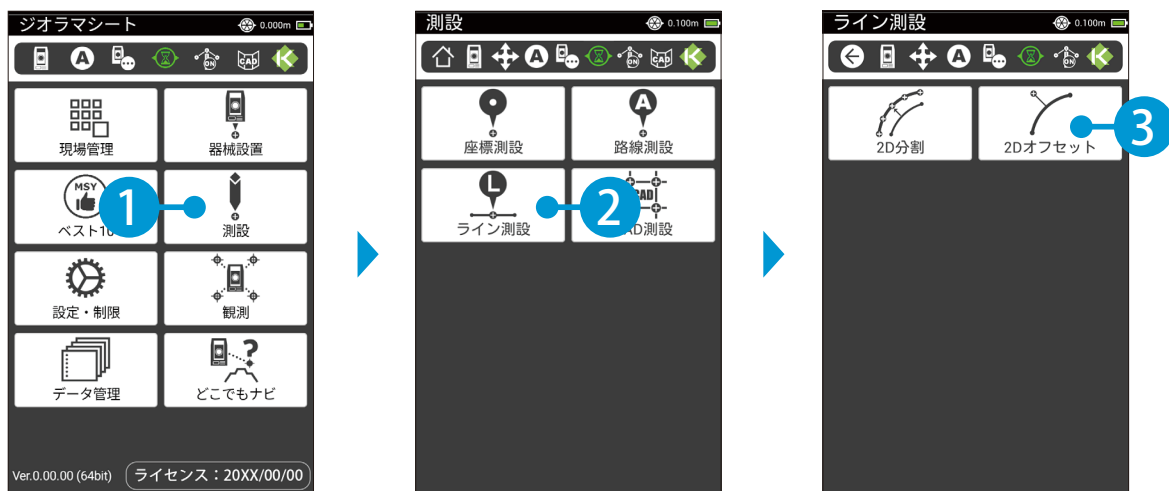 ジオラマシート 0.000m
A CAD
現場管理 器械設置
MSY
1
ベスト10 測設
設定・制限 観測
?
データ管理 どこでもナビ
Ver.0.00.00 (64bit) ライセンス：20XX/00/00
測設 0.100m
A ON CAD
A
座標測設 路線測設
L 2
ライン測設 AD測設
ライン測設 0.100m
A ON
3
2D分割 2Dオフセット